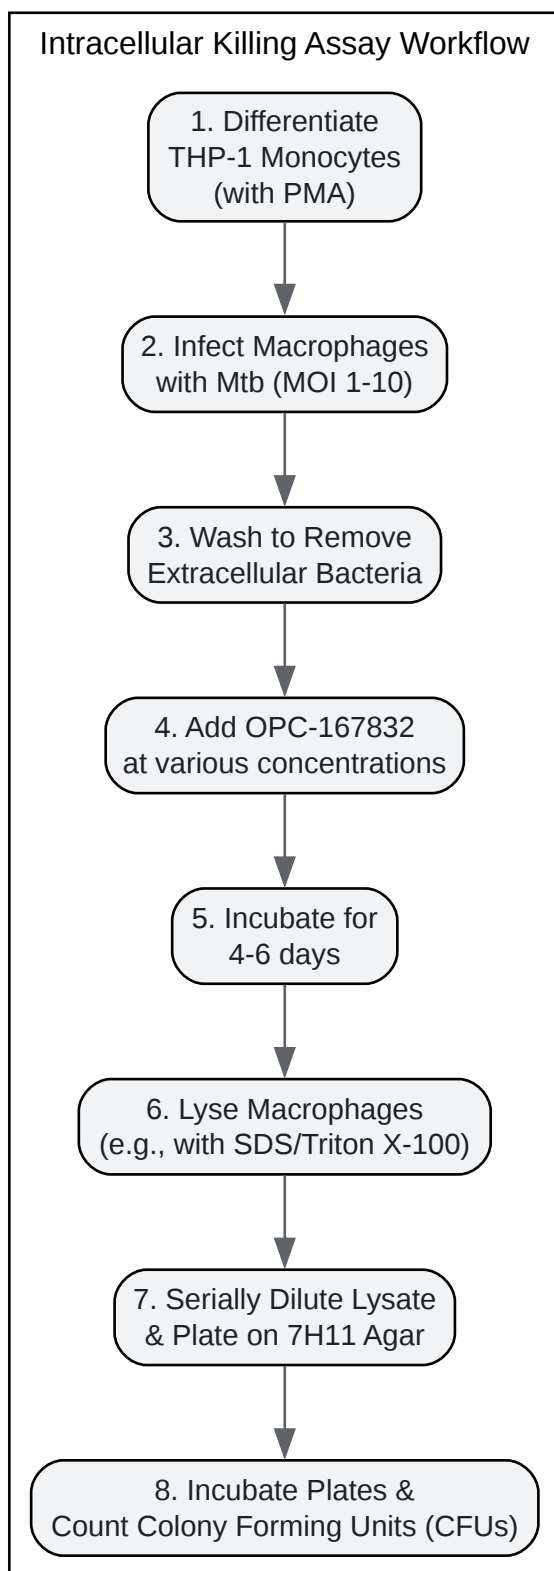 Intracellular Killing Assay Workflow
1. Differentiate
THP-1 Monocytes
(with PMA)
2. Infect Macrophages
with Mtb (MOI 1-10)
3. Wash to Remove
Extracellular Bacteria
4. Add OPC-167832
at various concentrations
5. Incubate for
4-6 days
6. Lyse Macrophages
(e.g., with SDS/Triton X-100)
7. Serially Dilute Lysate
& Plate on 7H11 Agar
8. Incubate Plates &
Count Colony Forming Units (CFUs)